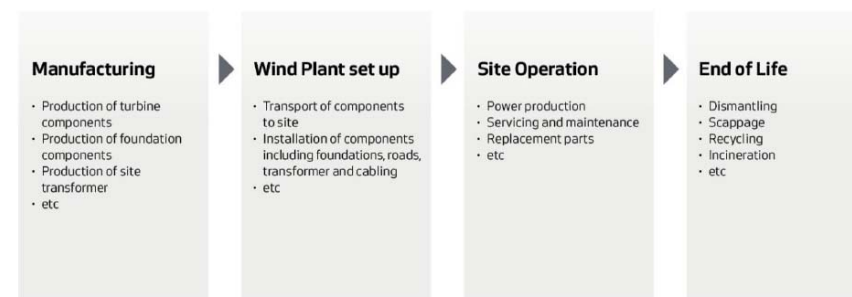 Manufacturing
• Production of turbine
components
• Production of foundation
components
• Production of site
transformer
• etc
Wind Plant set up
• Transport of components
to site
• Installation of components
including foundations, roads,
transformer and cabling
• etc
Site Operation
• Power production
• Servicing and maintenance
• Replacement parts
• etc
End of Life
• Dismantling
• Scappage
• Recycling
• Incineration
• etc